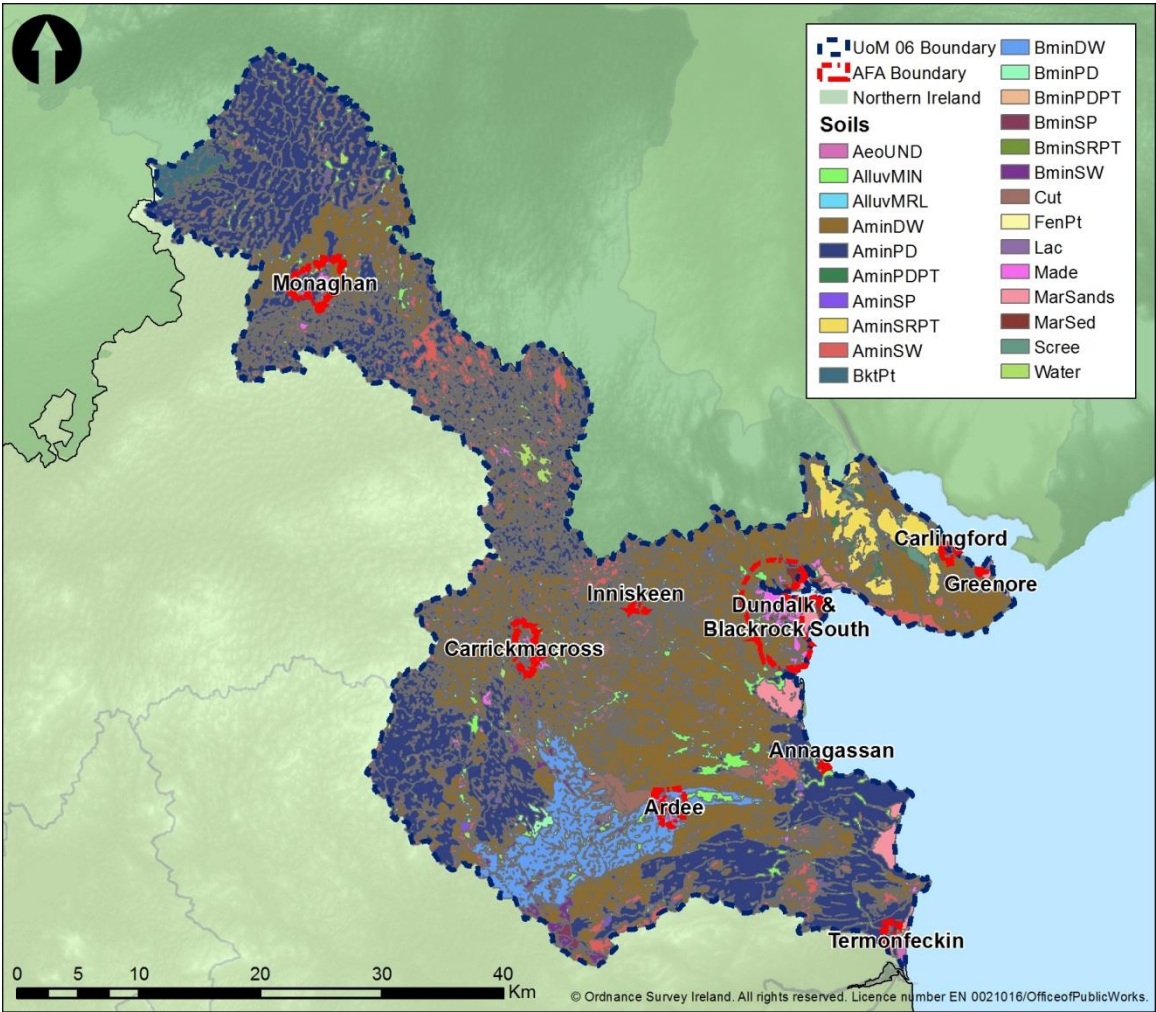 UoM 06 Boundary
AFA Boundary
Northern Ireland
Soils
AeoUND
AlluvMIN
AlluvMRL
AminDW
AminPD
AminPDPT
AminSP
AminSRPT
AminSW
BktPt
BminDW
BminPD
BminPDPT
BminSP
BminSRPT
BminSW
Cut
FenPt
Lac
Made
MarSands
MarSed
Scree
Water
Monaghan
Carlingford
Greenore
Inniskeen
Dundalk &
Blackrock South
Carrickmacross
Annagassan
Ardee
Termonfeckin
0 5 10 20 30 40
Km
© Ordnance Survey Ireland. All rights reserved. Licence number EN 0021016/OfficeofPublicWorks.